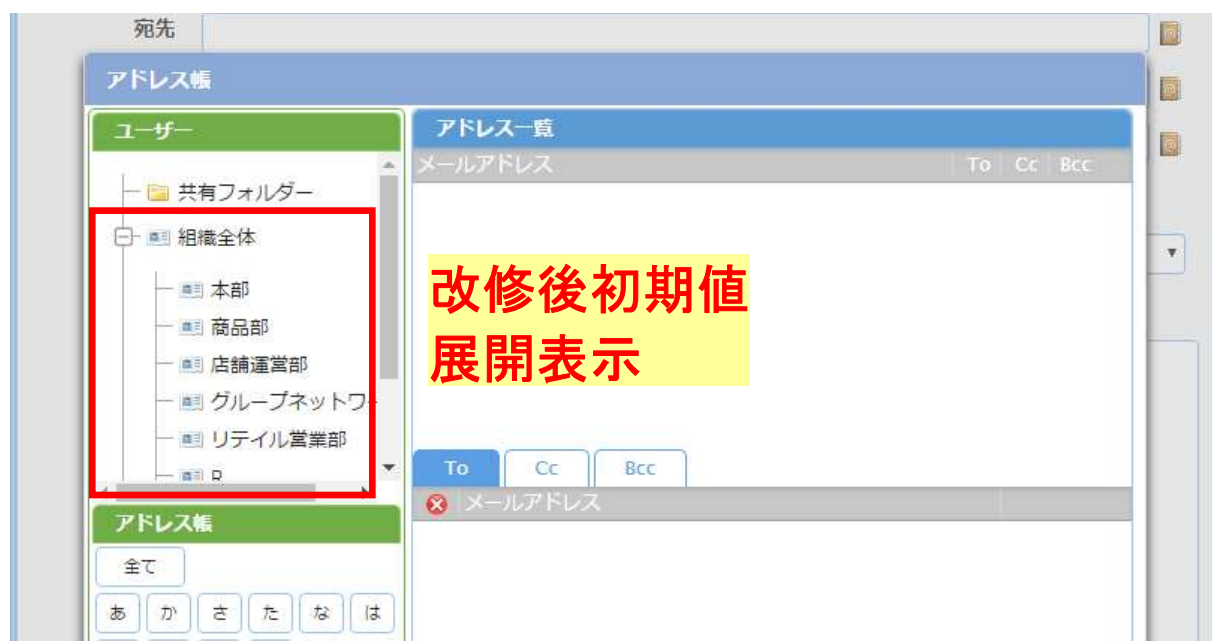 宛先
アドレス帳
ユーザー
共有フォルダー
組織全体
本部
商品部
店舗運営部
グループネットワー
リテイル営業部
アドレス帳
全て
あ か さ た な は
アドレス一覧
メールアドレス To Cc Bcc
改修後初期値
展開表示
To Cc Bcc
メールアドレス